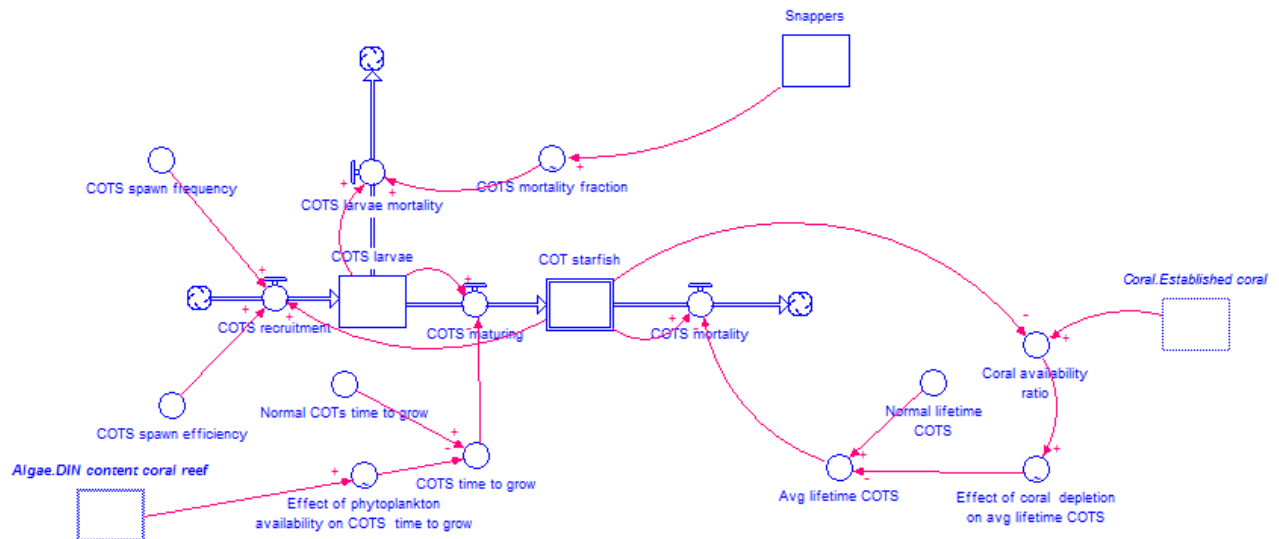 Snappers
COTS spawn frequency
COTS mortality fraction
+
+
+
COTS larvae mortality
COTS larvae
COT starfish
Coral.Established coral
+
+
+
+
-
+
-
-
+
COTS recruitment
COTS maturing
COTS mortality
Coral availability
ratio
Normal COTs time to grow
Normal lifetime
COTS
COTS spawn efficiency
+
-
+
+
+
-
Algae.DIN content coral reef
COTS time to grow
Avg lifetime COTS
Effect of coral depletion
on avg lifetime COTS
Effect of phytoplankton
availability on COTS time to grow